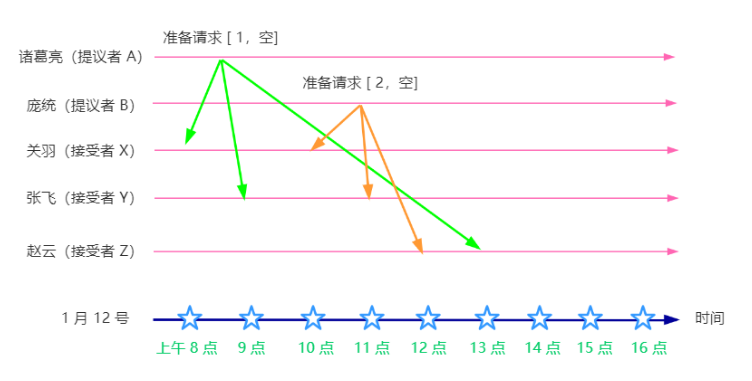 准备请求 [ 1，空]
诸葛亮（提议者 A）
准备请求 [ 2，空]
庞统（提议者 B）
关羽（接受者 X）
张飞（接受者 Y）
赵云（接受者 Z）
1 月 12 号
时间
上午 8 点 9 点 10 点 11 点 12 点 13 点 14 点 15 点 16 点